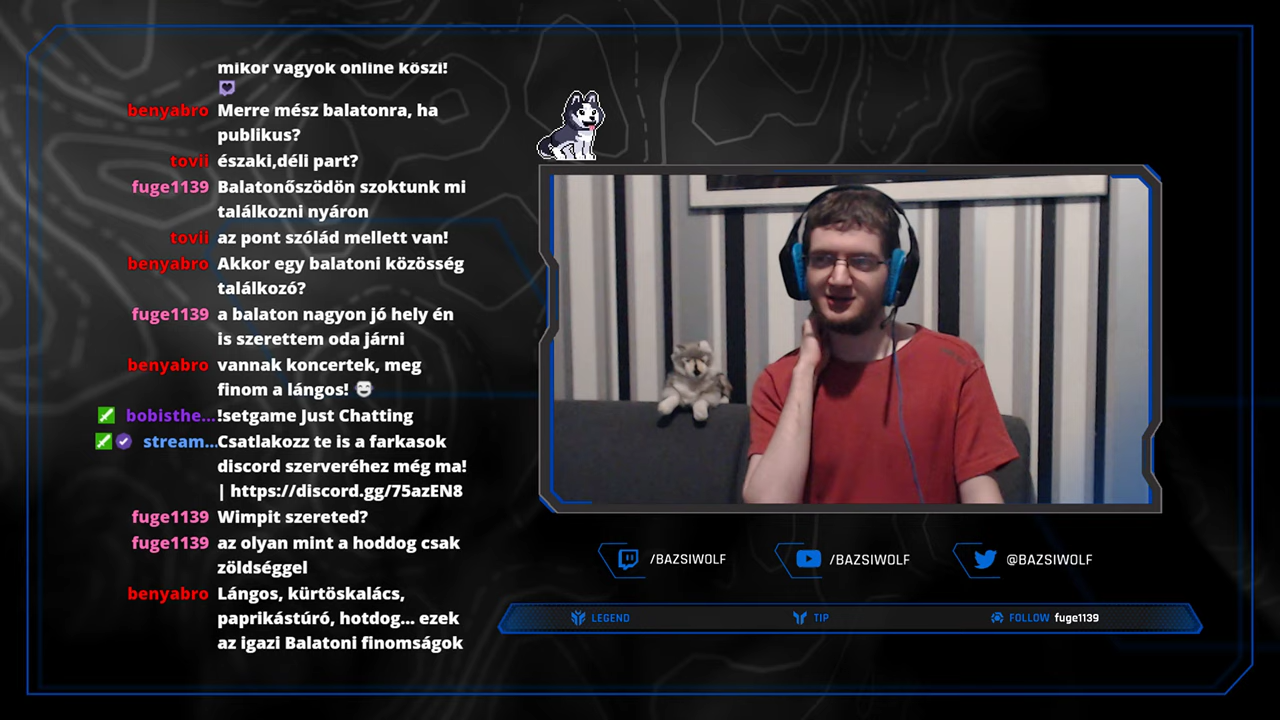 mikor vagyok online köszi!
benyabro Merre mész balatonra, ha
publikus?
tovii északi,déli part?
fuge1139 Balatonőszödön szoktunk mi
találkozni nyáron
tovii az pont szólád mellett van!
benyabro Akkor egy balatoni közösség
találkozó?
fuge1139 a balaton nagyon jó hely én
is szerettem oda járni
benyabro vannak koncertek, meg
finom a lángos!
bobisthe... !setgame Just Chatting
stream... Csatlakozz te is a farkasok
discord szerveréhez még ma!
| https://discord.gg/75azEN8
fuge1139 Wimpit szereted?
fuge1139 az olyan mint a hoddog csak
zöldséggel
benyabro Lángos, kürtöskalács,
paprikástúró, hotdog... ezek
az igazi Balatoni finomságok
/BAZSIWOLF
/BAZSIWOLF
@BAZSIWOLF
LEGEND
TIP
FOLLOW fuge1139